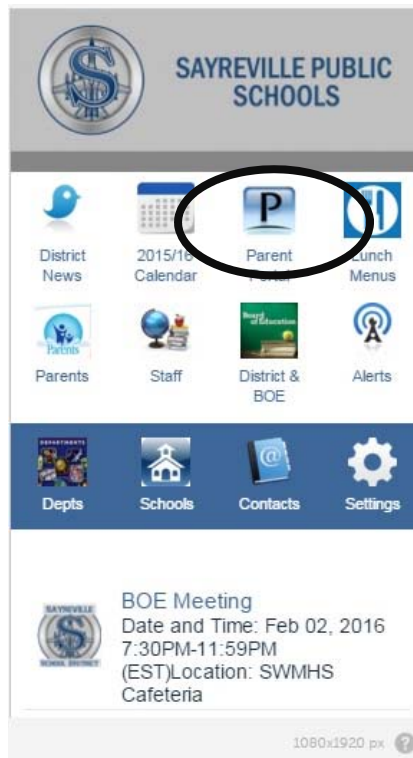 SAYREVILLE PUBLIC
SCHOOLS
District
News
2015/16
Calendar
P
Parent
Portal
Lunch
Menus
Parents
Parents
Staff
Board
of Education
District &
BOE
Alerts
DEPARTMENTS
Depts
Schools
@
Contacts
Settings
SAYREVILLE
SCHOOL DISTRICT
BOE Meeting
Date and Time: Feb 02, 2016
7:30PM-11:59PM
(EST)Location: SWMHS
Cafeteria
1080x1920 px ?